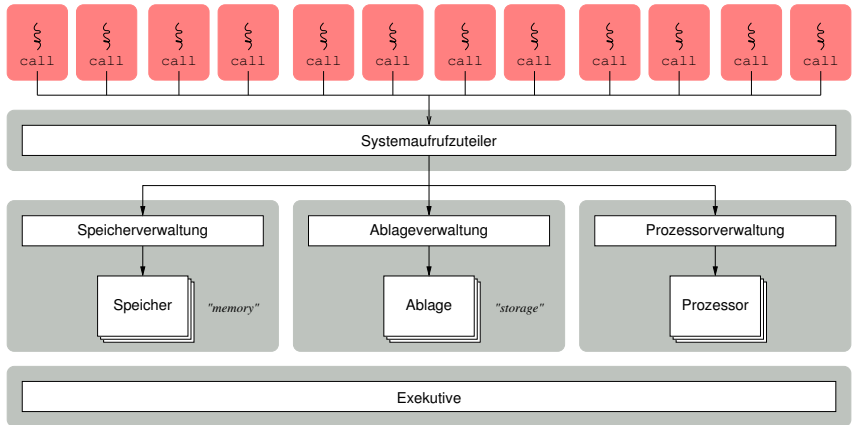 call call call call call call call call call call call call
Systemaufrufzuteiler
Speicherverwaltung Ablageverwaltung Prozessorverwaltung
Speicher "memory" Ablage "storage" Prozessor
Exekutive